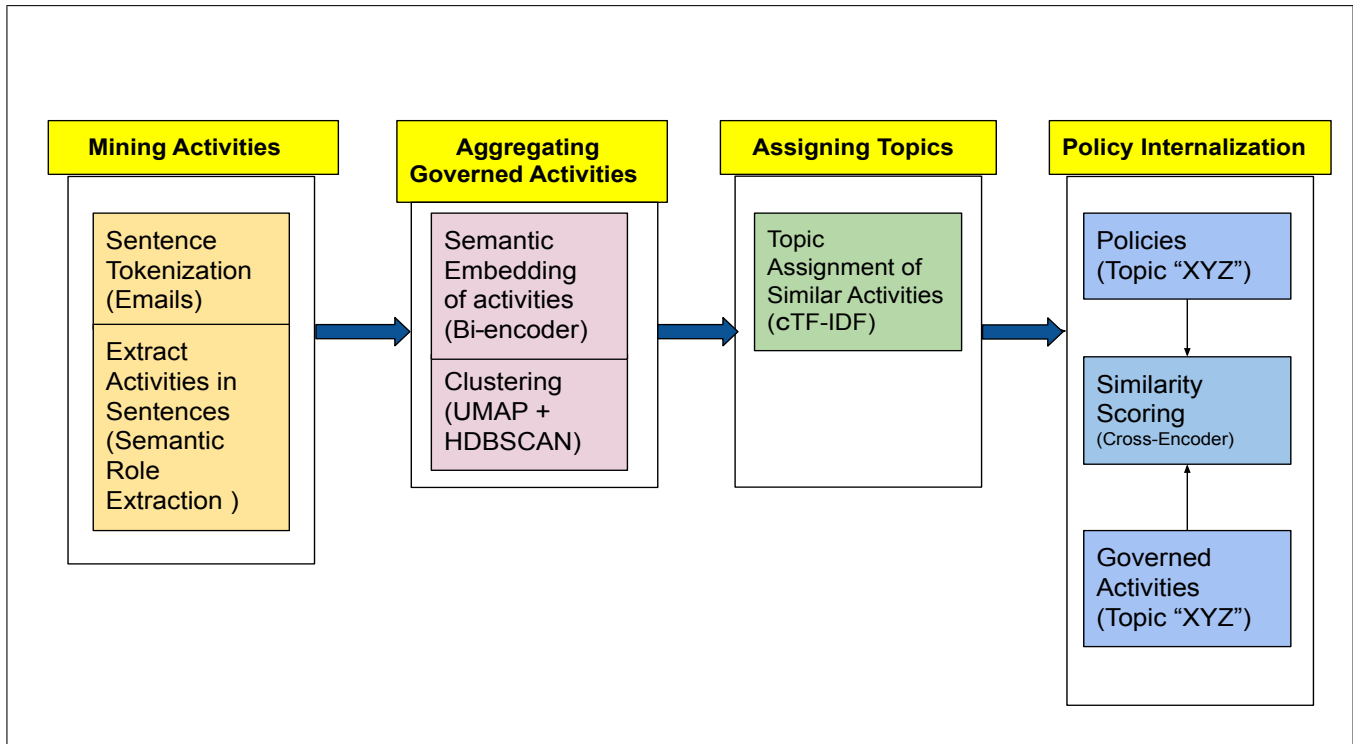 Mining Activities
Sentence
Tokenization
(Emails)
Extract
Activities in
Sentences
(Semantic
Role
Extraction )
Aggregating
Governed Activities
Semantic
Embedding
of activities
(Bi-encoder)
Clustering
(UMAP +
HDBSCAN)
Assigning Topics
Topic
Assignment of
Similar Activities
(cTF-IDF)
Policy Internalization
Policies
(Topic “XYZ”)
Similarity
Scoring
(Cross-Encoder)
Governed
Activities
(Topic “XYZ”)